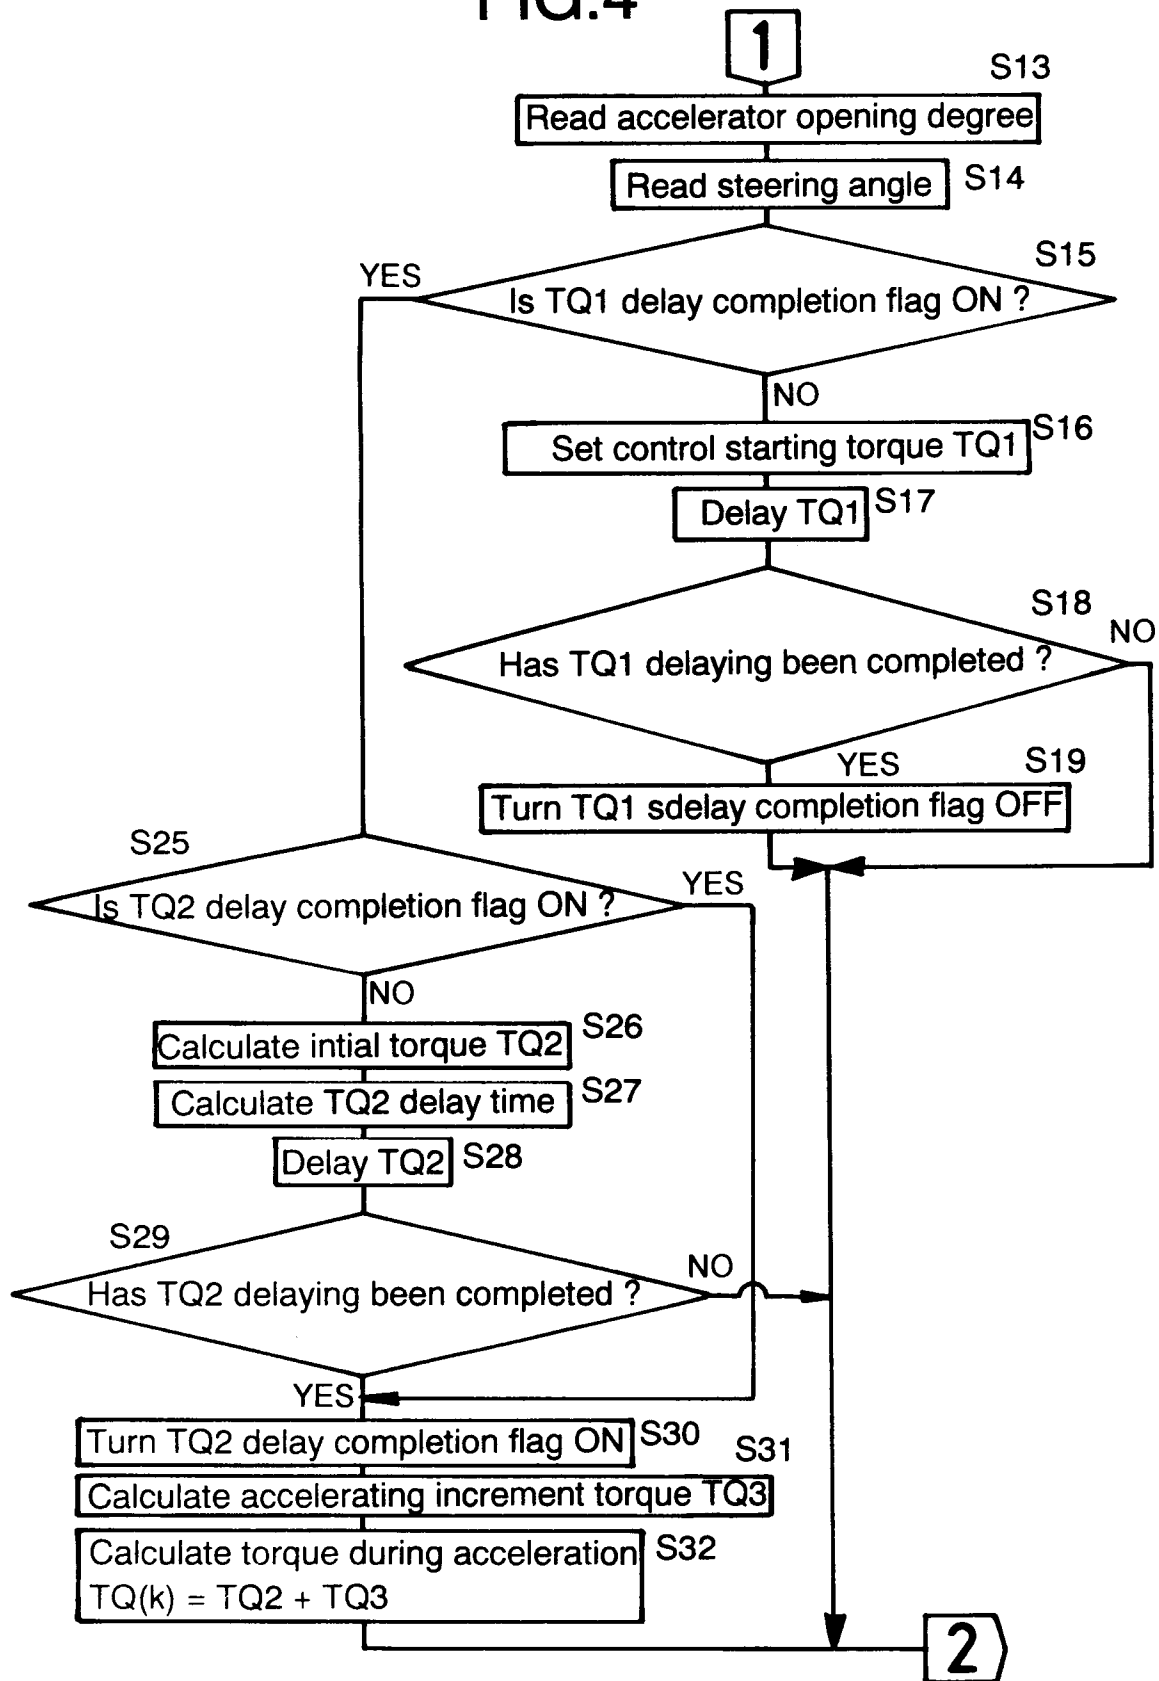 FIG.4
1
S13
Read accelerator opening degree
Read steering angle S14
S15
YES
Is TQ1 delay completion flag ON ?
NO
S16
Set control starting torque TQ1
Delay TQ1 S17
S18
NO
Has TQ1 delaying been completed ?
YES
S19
Turn TQ1 sdelay completion flag OFF
S25
YES
Is TQ2 delay completion flag ON ?
NO
Calculate intial torque TQ2 S26
Calculate TQ2 delay time S27
Delay TQ2 S28
S29
NO
Has TQ2 delaying been completed ?
YES
Turn TQ2 delay completion flag ON S30
S31
Calculate accelerating increment torque TQ3
Calculate torque during acceleration S32
TQ(k) = TQ2 + TQ3
2